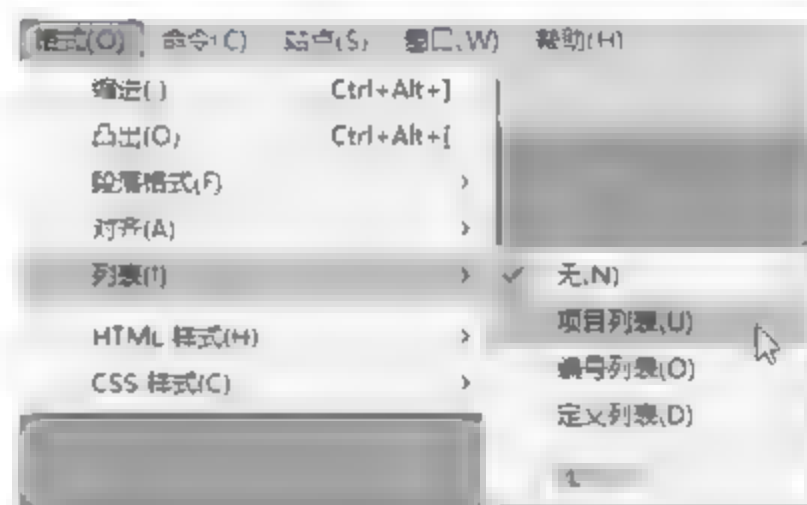 格式(O) 命令(C) 站点(S) 窗口(W) 帮助(H)
缩进(I) Ctrl+Alt+]
凸出(O) Ctrl+Alt+[
段落格式(F)
对齐(A)
列表(I)
无(N)
项目列表(U)
HTML 样式(H)
编号列表(O)
CSS 样式(C)
定义列表(D)